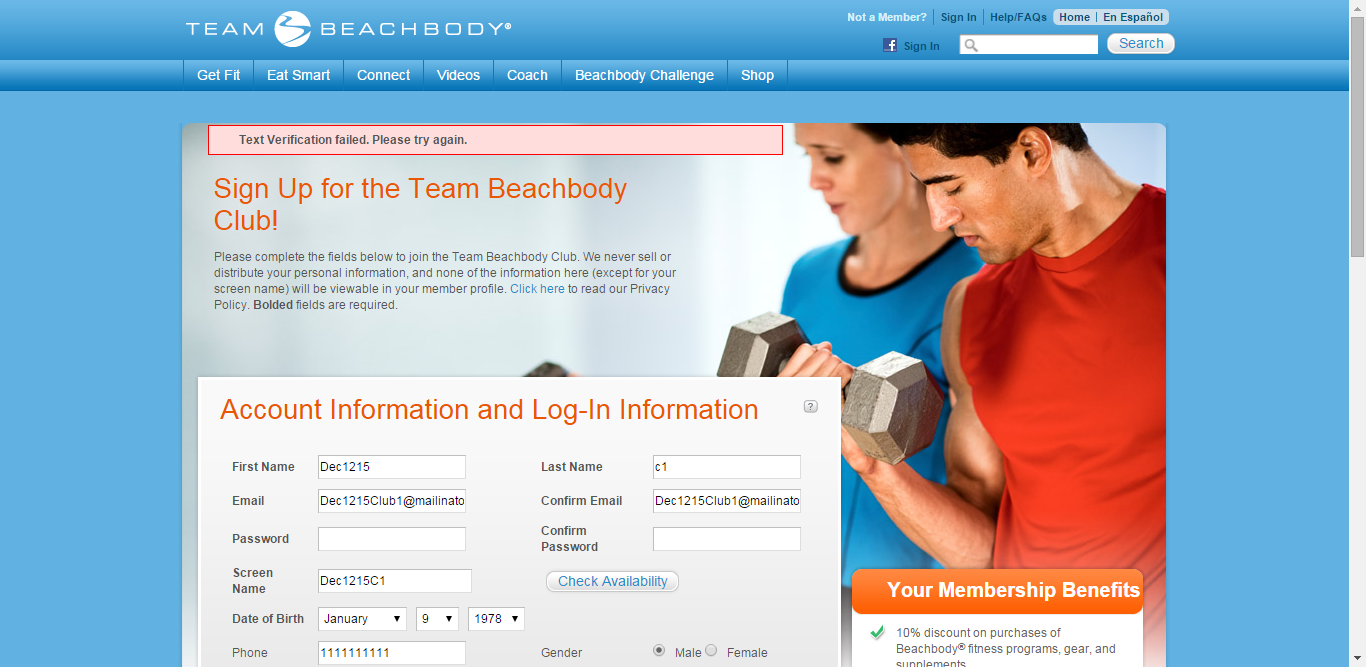 TEAM BEACHBODY®
Not a Member? Sign In Help/FAQs Home En Español
Sign In Search
Get Fit Eat Smart Connect Videos Coach Beachbody Challenge Shop
Text Verification failed. Please try again.
Sign Up for the Team Beachbody
Club!
Please complete the fields below to join the Team Beachbody Club. We never sell or
distribute your personal information, and none of the information here (except for your
screen name) will be viewable in your member profile. Click here to read our Privacy
Policy. Bolded fields are required.
Account Information and Log-In Information ?
First Name Dec1215 Last Name c1
Email Dec1215Club1@mailinato Confirm Email Dec1215Club1@mailinato
Password Confirm
Password
Screen
Name Dec1215C1 Check Availability
Date of Birth January 9 1978
Phone 1111111111 Gender Male Female
Your Membership Benefits
10% discount on purchases of
Beachbody® fitness programs, gear, and
supplements